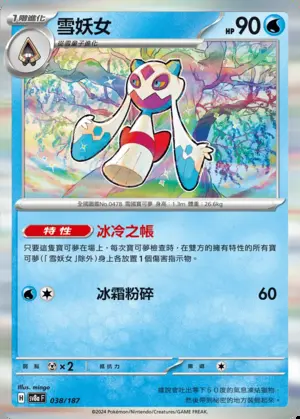 1階進化
雪妖女
HP 90
從雪童子進化
全國圖鑑No.0478 雪國寶可夢 身高:1.3m 體重:26.6kg
特性 冰冷之帳
只要這隻寶可夢在場上,每次寶可夢檢查時,在雙方的擁有特性的所有寶可夢(「雪妖女」除外)身上各放置1個傷害指示物。
冰霜粉碎 60
×2
Illus. mingo
H sv8a F 038/187
©2024 Pokémon/Nintendo/Creatures/GAME FREAK.